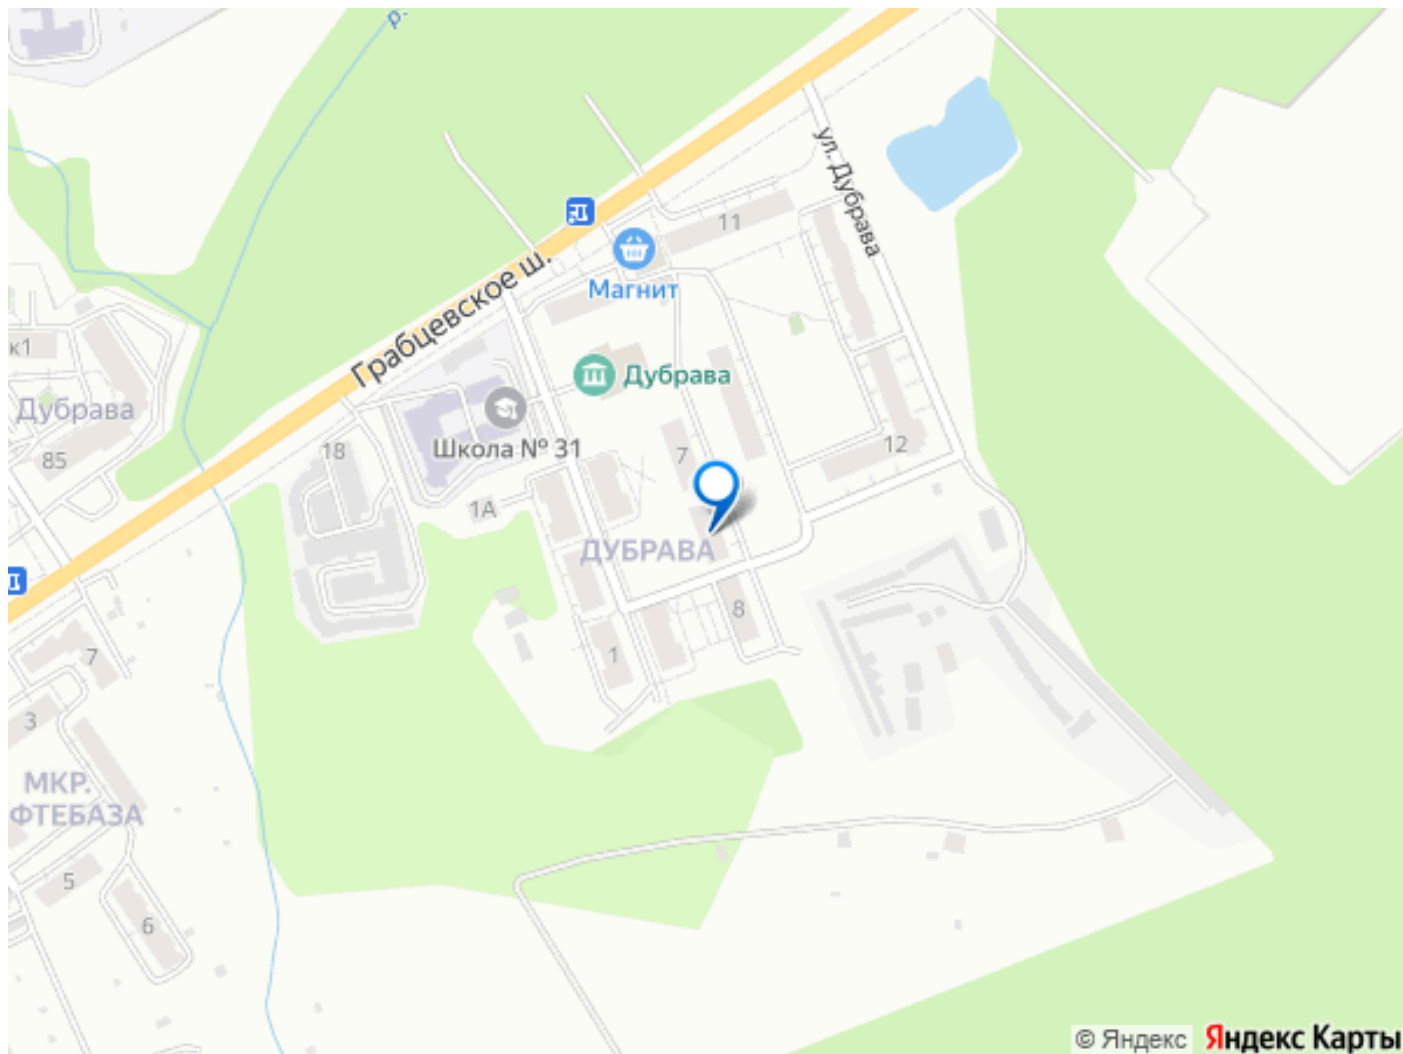 р.
ул. Дубрава
11
Магнит
Грабцевское ш.
к1
Дубрава
Дубрава
85
18
Школа № 31
7
12
1А
ДУБРАВА
8
7
1
3
МКР.
ФТЕБАЗА
5
6
© Яндекс
Яндекс Карты